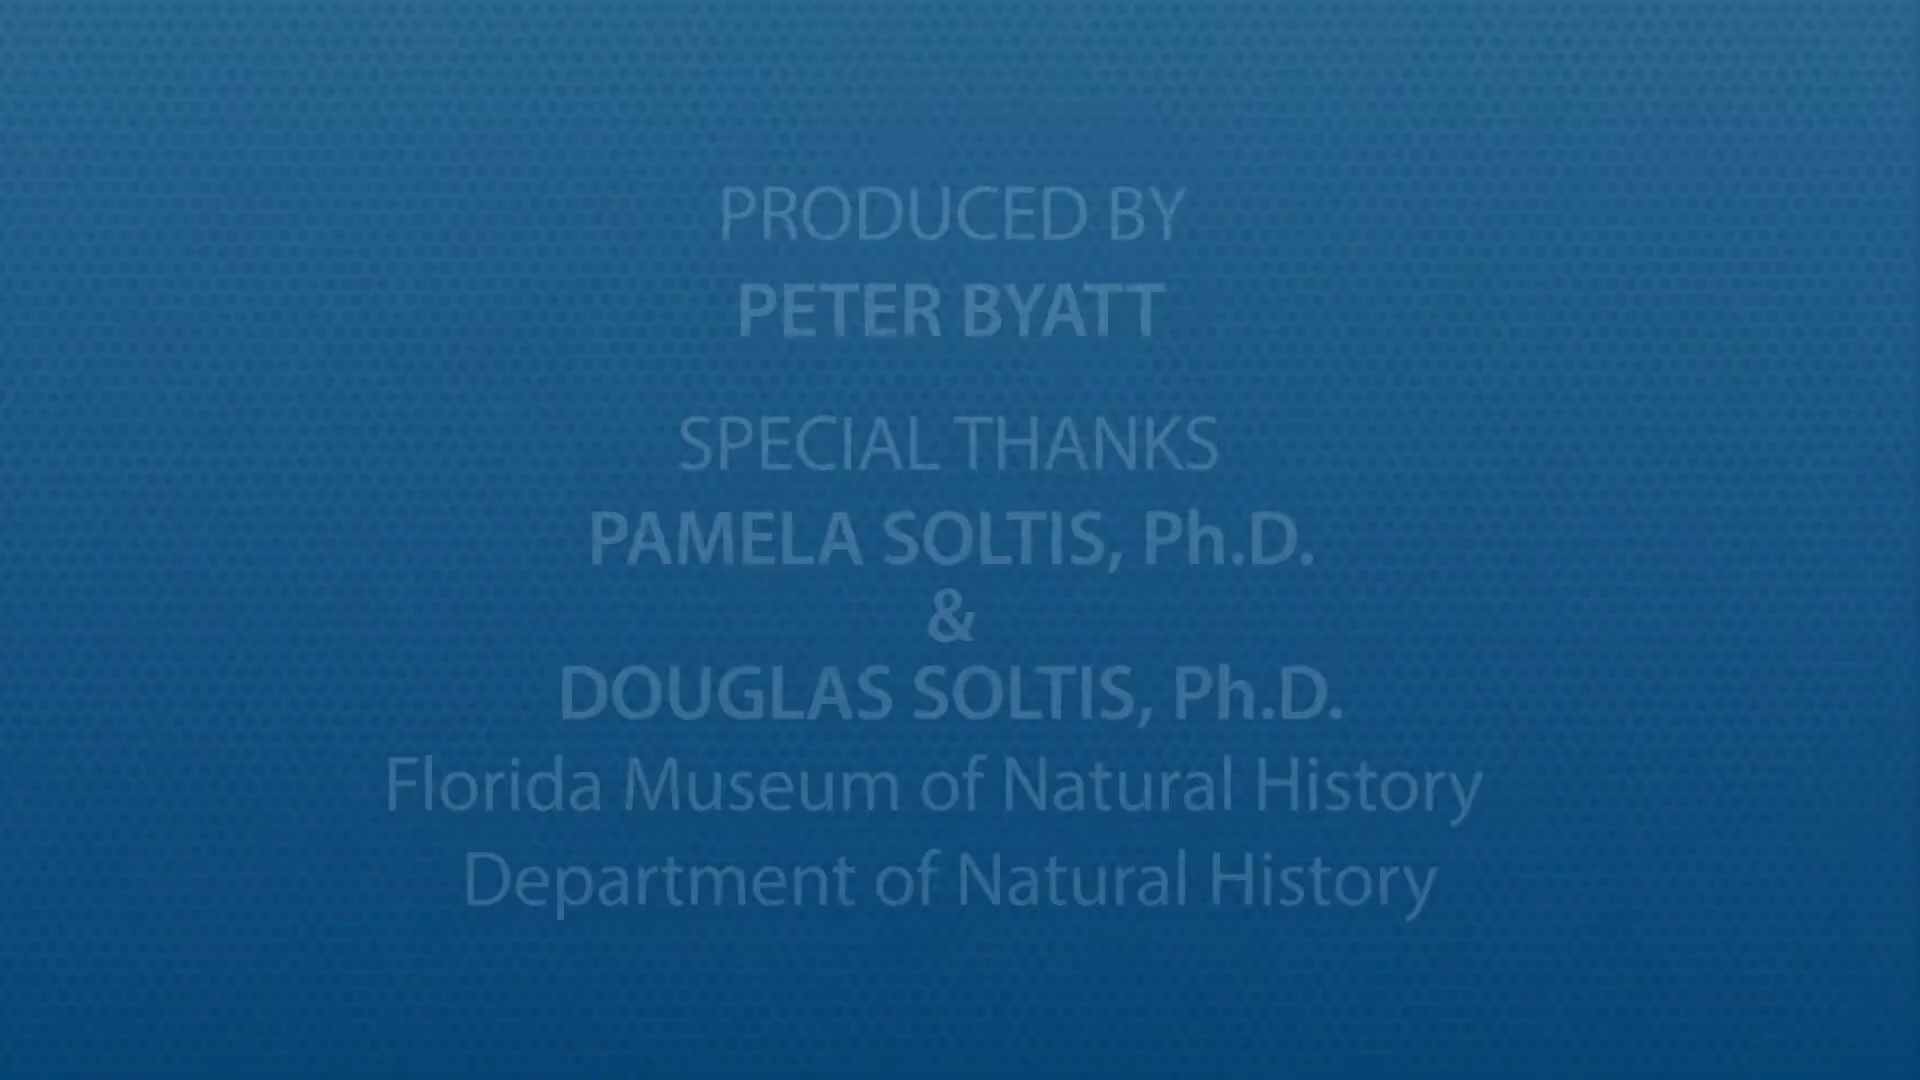 PRODUCED BY
PETER BYATT
SPECIAL THANKS
PAMELA SOLTIS, Ph.D.
&
DOUGLAS SOLTIS, Ph.D.
Florida Museum of Natural History
Department of Natural History